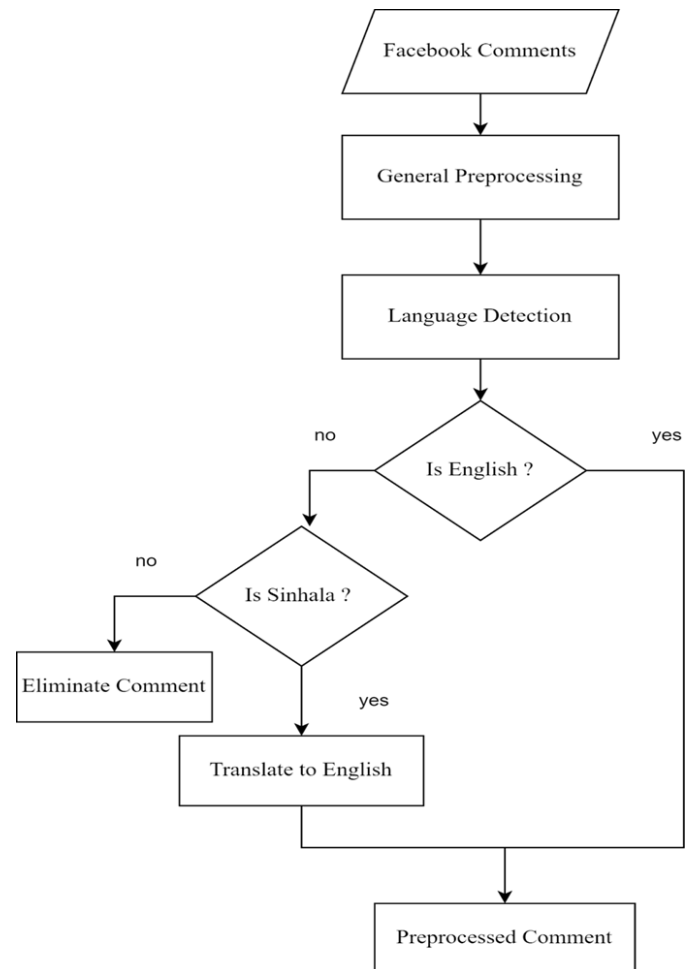 Facebook Comments
General Preprocessing
Language Detection
no
yes
Is English ?
no
Is Sinhala ?
Eliminate Comment
yes
Translate to English
Preprocessed Comment